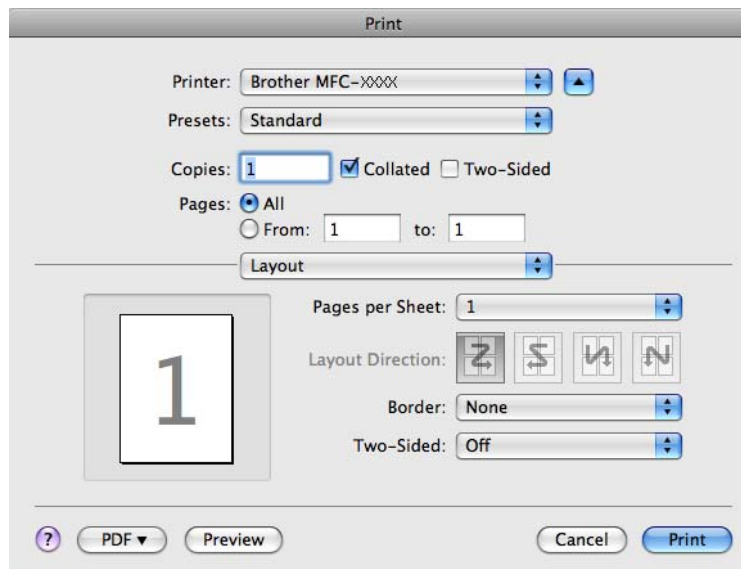 Print
Printer: Brother MFC-XXXX
Presets: Standard
Copies: 1 Collated Two-Sided
Pages: All
From: 1 to: 1
Layout
Pages per Sheet: 1
Layout Direction:
Border: None
Two-Sided: Off
1
? PDF Preview Cancel Print